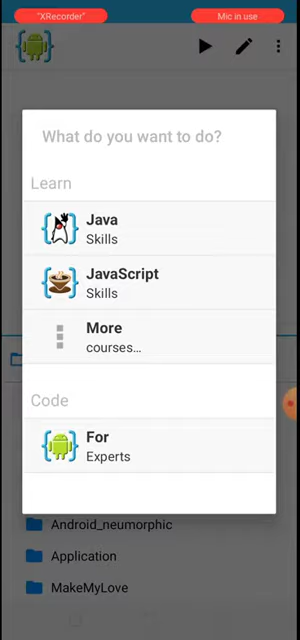 "XRecorder"
Mic in use
What do you want to do?
Learn
Java
Skills
JavaScript
Skills
More
courses...
Code
For
Experts
Android_neumorphic
Application
MakeMyLove